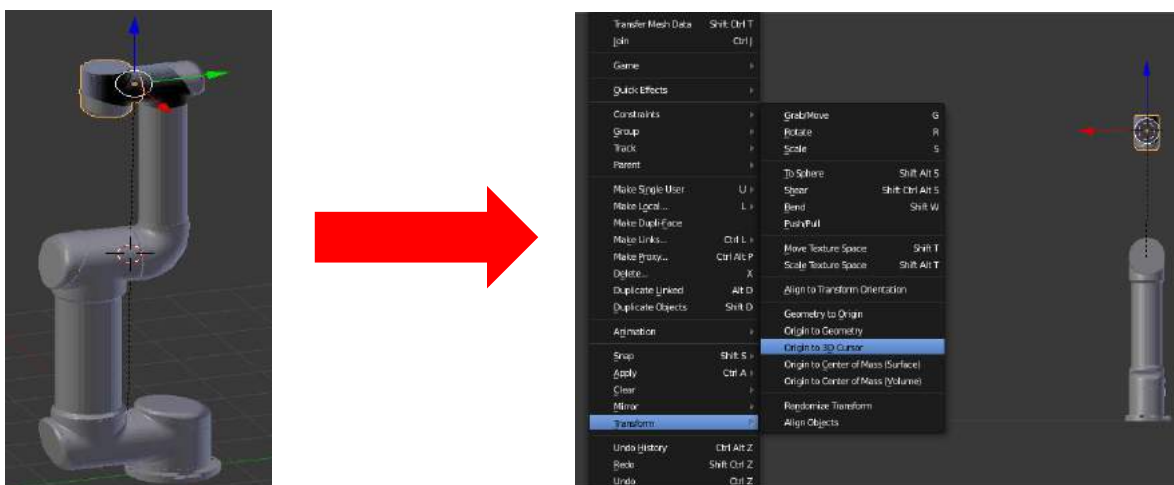 Transfer Mesh Data Shift Ctrl T
Join Ctrl J
Game
Quick Effects
Constraints
Group
Track
Parent
Make Single User U
Make Local... L
Make Dupli-Face
Make Links... Ctrl L
Make Proxy... Ctrl Alt P
Delete... X
Duplicate Linked Alt D
Duplicate Objects Shift D
Animation
Snap Shift S
Apply Ctrl A
Clear
Mirror
Transform
Undo History Ctrl Alt Z
Redo Shift Ctrl Z
Undo Ctrl Z
Grab/Move G
Rotate R
Scale S
To Sphere Shift Alt S
Shear Shift Ctrl Alt S
Bend Shift W
Push/Pull
Move Texture Space Shift T
Scale Texture Space Shift Alt T
Align to Transform Orientation
Geometry to Origin
Origin to Geometry
Origin to 3D Cursor
Origin to Center of Mass (Surface)
Origin to Center of Mass (Volume)
Randomize Transform
Align Objects